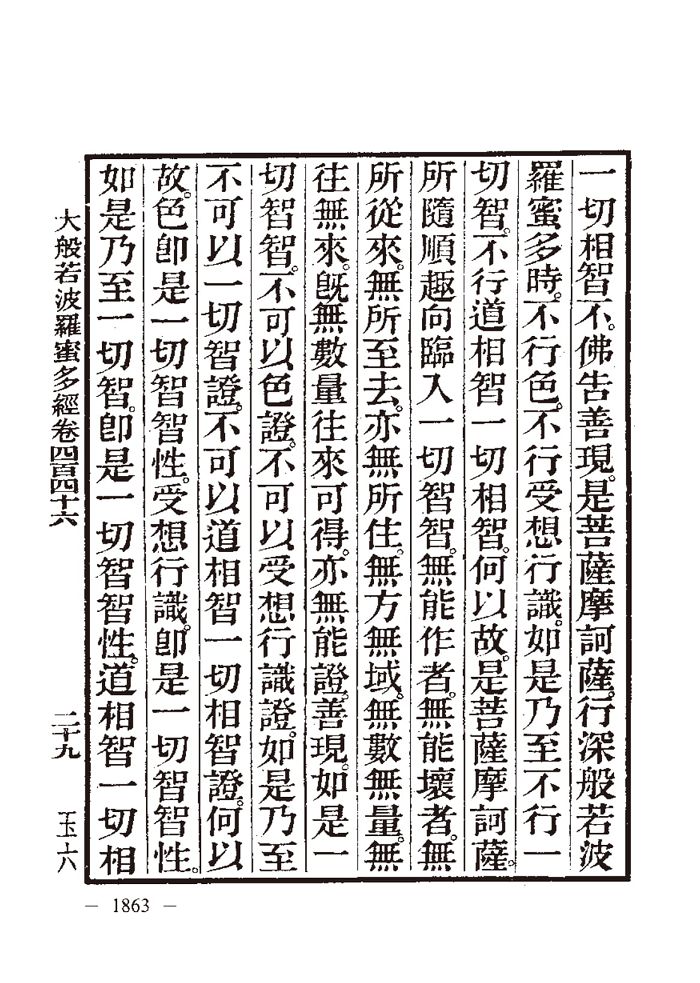 一切相智不。佛告善現。是菩薩摩訶薩。行深般若波
羅蜜多時。不行色。不行受想行識。如是乃至不行一
切智。不行道相智一切相智。何以故。是菩薩摩訶薩。
所隨順趣向臨入一切智智。無能作者。無能壞者。無
所從來。無所至去。亦無所住。無方無域。無數無量。無
往無來。旣無數量往來可得。亦無能證。善現。如是一
切智智。不可以色證。不可以受想行識證。如是乃至
不可以一切智證。不可以道相智一切相智證。何以
故。色卽是一切智智性。受想行識。卽是一切智智性。
如是乃至一切智。卽是一切智智性。道相智一切相
大般若波羅蜜多經卷四百四十六 二十九 玉六
— 1863 —